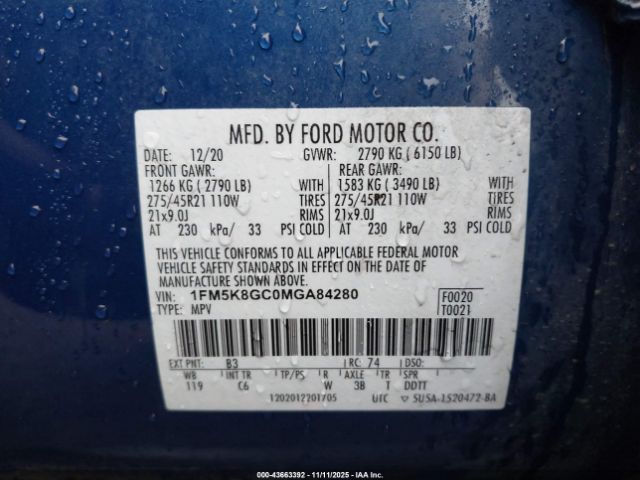 MFD. BY FORD MOTOR CO.
DATE: 12/20 GVWR: 2790 KG ( 6150 LB)
FRONT GAWR: REAR GAWR:
1266 KG ( 2790 LB) WITH 1583 KG ( 3490 LB) WITH
275/45R21 110W TIRES 275/45R21 110W TIRES
21x9.0J RIMS 21x9.0J RIMS
AT 230 kPa/ 33 PSI COLD AT 230 kPa/ 33 PSI COLD
THIS VEHICLE CONFORMS TO ALL APPLICABLE FEDERAL MOTOR
VEHICLE SAFETY STANDARDS IN EFFECT ON THE DATE OF
MANUFACTURE SHOWN ABOVE.
VIN: 1FM5K8GC0MGA84280 F0020
TYPE: MPV T0021
EXT PNT: B3 RC: 74 DSO:
WB INT TR TP/PS R AXLE TR SPR
119 C6 W 3B T DDTT
1202012201705 UTC 5USA-1520472-BA
000-43663392 - 11/11/2025 - IAAI, Inc.